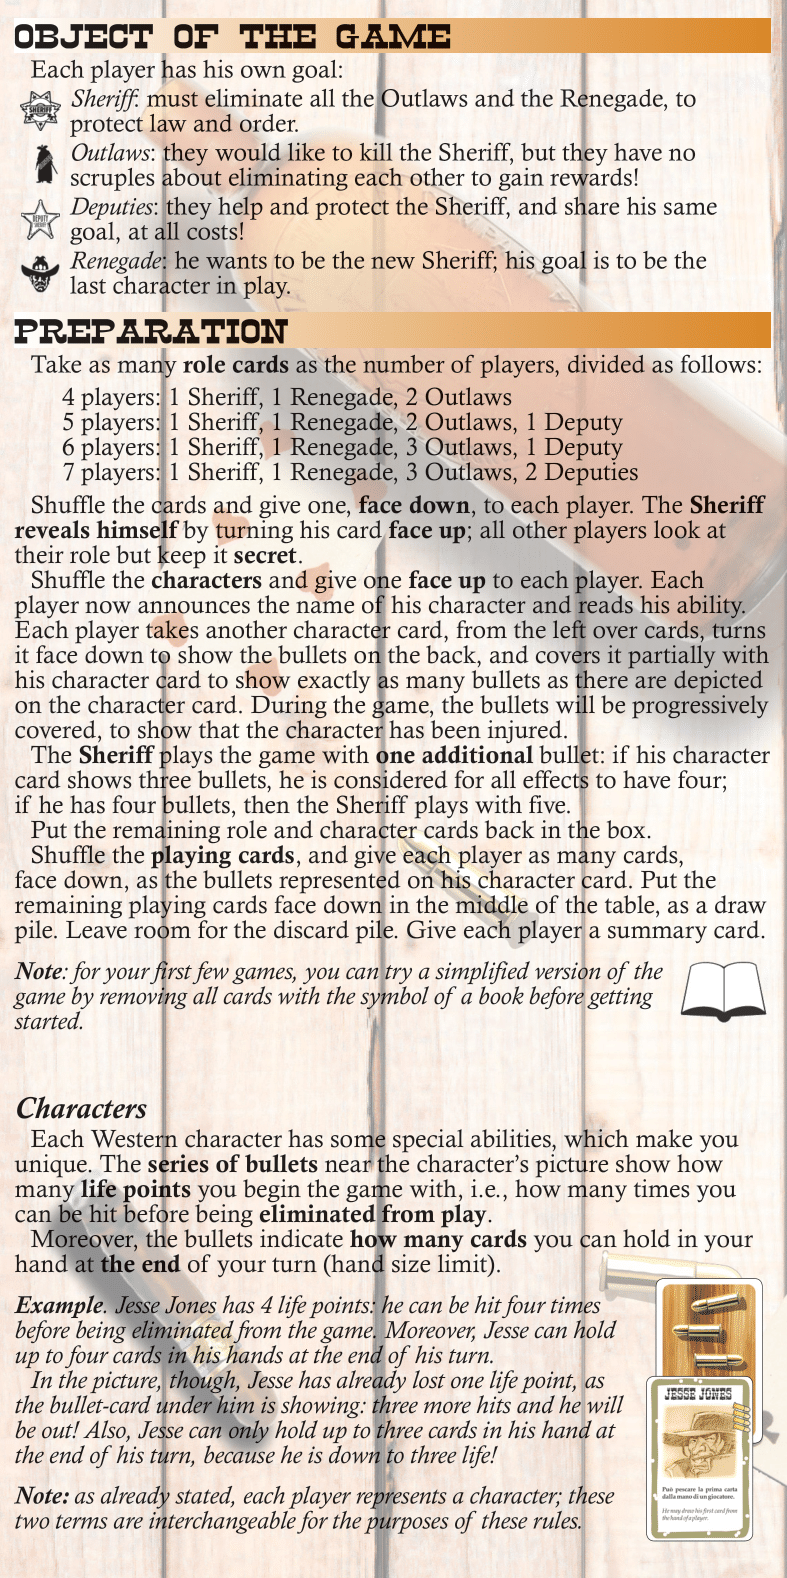 OBJECT OF THE GAME
Each player has his own goal:
SHERIFF
Sheriff: must eliminate all the Outlaws and the Renegade, to
protect law and order.
Outlaws: they would like to kill the Sheriff, but they have no
scruples about eliminating each other to gain rewards!
DEPUTY
SHERIFF
Deputies: they help and protect the Sheriff, and share his same
goal, at all costs!
Renegade: he wants to be the new Sheriff; his goal is to be the
last character in play.
PREPARATION
Take as many role cards as the number of players, divided as follows:
4 players: 1 Sheriff, 1 Renegade, 2 Outlaws
5 players: 1 Sheriff, 1 Renegade, 2 Outlaws, 1 Deputy
6 players: 1 Sheriff, 1 Renegade, 3 Outlaws, 1 Deputy
7 players: 1 Sheriff, 1 Renegade, 3 Outlaws, 2 Deputies
Shuffle the cards and give one, face down, to each player. The Sheriff
reveals himself by turning his card face up; all other players look at
their role but keep it secret.
Shuffle the characters and give one face up to each player. Each
player now announces the name of his character and reads his ability.
Each player takes another character card, from the left over cards, turns
it face down to show the bullets on the back, and covers it partially with
his character card to show exactly as many bullets as there are depicted
on the character card. During the game, the bullets will be progressively
covered, to show that the character has been injured.
The Sheriff plays the game with one additional bullet: if his character
card shows three bullets, he is considered for all effects to have four;
if he has four bullets, then the Sheriff plays with five.
Put the remaining role and character cards back in the box.
Shuffle the playing cards, and give each player as many cards,
face down, as the bullets represented on his character card. Put the
remaining playing cards face down in the middle of the table, as a draw
pile. Leave room for the discard pile. Give each player a summary card.
Note: for your first few games, you can try a simplified version of the
game by removing all cards with the symbol of a book before getting
started.
Characters
Each Western character has some special abilities, which make you
unique. The series of bullets near the character's picture show how
many life points you begin the game with, i.e., how many times you
can be hit before being eliminated from play.
Moreover, the bullets indicate how many cards you can hold in your
hand at the end of your turn (hand size limit).
Example. Jesse Jones has 4 life points: he can be hit four times
before being eliminated from the game. Moreover, Jesse can hold
up to four cards in his hands at the end of his turn.
In the picture, though, Jesse has already lost one life point, as
the bullet-card under him is showing: three more hits and he will
be out! Also, Jesse can only hold up to three cards in his hand at
the end of his turn, because he is down to three life!
Note: as already stated, each player represents a character; these
two terms are interchangeable for the purposes of these rules.
JESSE JONES
Può pescare la prima carta
dalla mano di un giocatore.
He may draw his first card from
the hand of a player.